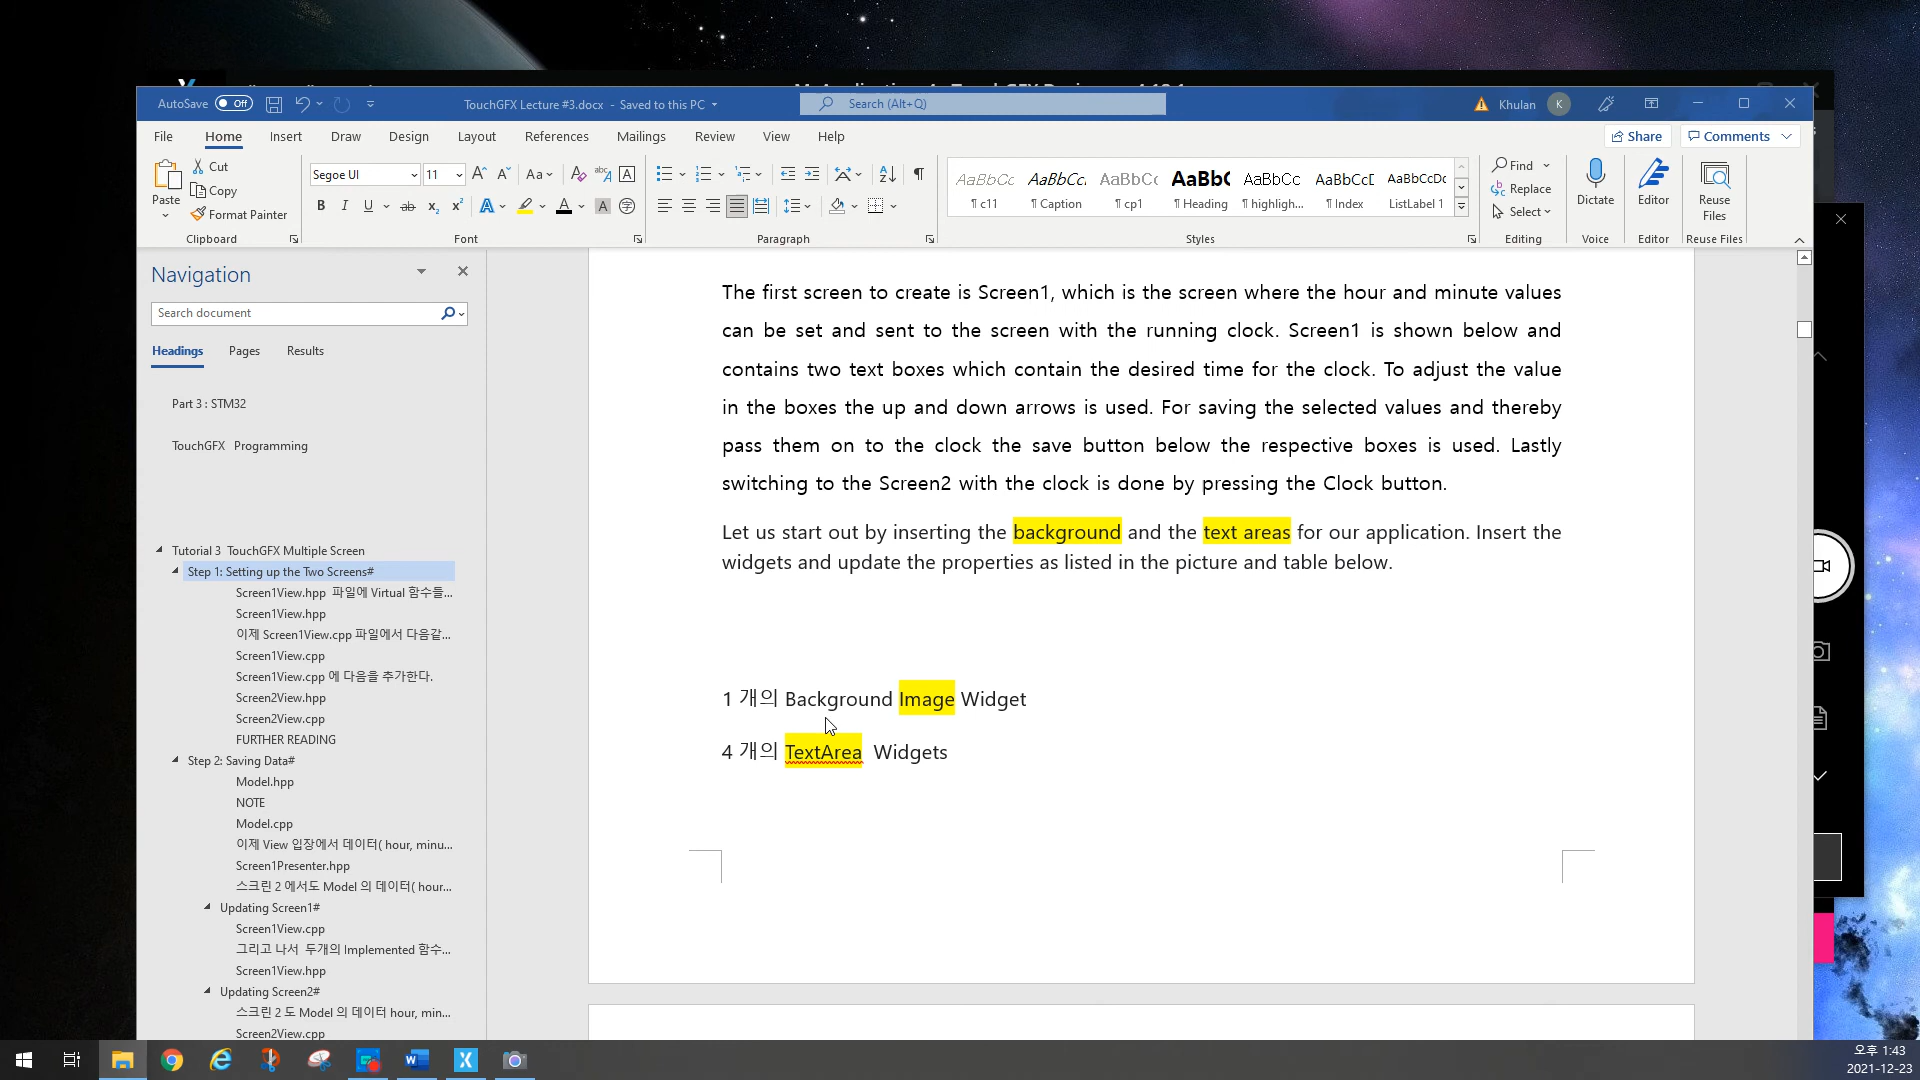 AutoSave Off TouchGFX Lecture #3.docx - Saved to this PC Search (Alt+Q) Khulan K
File Home Insert Draw Design Layout References Mailings Review View Help Share Comments
Paste Cut Copy Format Painter
Clipboard
Segoe UI 11
Font
Paragraph
AaBbCc AaBbCc AaBbCc AaBbC AaBbCc AaBbCcD AaBbCcDc
¶ c11 ¶ Caption ¶ cp1 ¶ Heading ¶ highligh... ¶ Index ListLabel 1
Styles
Find
Replace
Select
Editing
Dictate
Voice
Editor
Editor
Reuse
Files
Reuse Files
Navigation
Search document
Headings Pages Results
Part 3 : STM32
TouchGFX Programming
Tutorial 3 TouchGFX Multiple Screen
Step 1: Setting up the Two Screens#
Screen1View.hpp 파일에 Virtual 함수들...
Screen1View.hpp
이제 Screen1View.cpp 파일에서 다음같...
Screen1View.cpp
Screen1View.cpp 에 다음을 추가한다.
Screen2View.hpp
Screen2View.cpp
FURTHER READING
Step 2: Saving Data#
Model.hpp
NOTE
Model.cpp
이제 View 입장에서 데이터( hour, minu...
Screen1Presenter.hpp
스크린 2 에서도 Model 의 데이터( hour...
Updating Screen1#
Screen1View.cpp
그리고 나서 두개의 Implemented 함수...
Screen1View.hpp
Updating Screen2#
스크린 2 도 Model 의 데이터 hour, min...
Screen2View.cpp
The first screen to create is Screen1, which is the screen where the hour and minute values
can be set and sent to the screen with the running clock. Screen1 is shown below and
contains two text boxes which contain the desired time for the clock. To adjust the value
in the boxes the up and down arrows is used. For saving the selected values and thereby
pass them on to the clock the save button below the respective boxes is used. Lastly
switching to the Screen2 with the clock is done by pressing the Clock button.
Let us start out by inserting the background and the text areas for our application. Insert the
widgets and update the properties as listed in the picture and table below.
1 개의 Background Image Widget
4 개의 TextArea Widgets
오후 1:43
2021-12-23